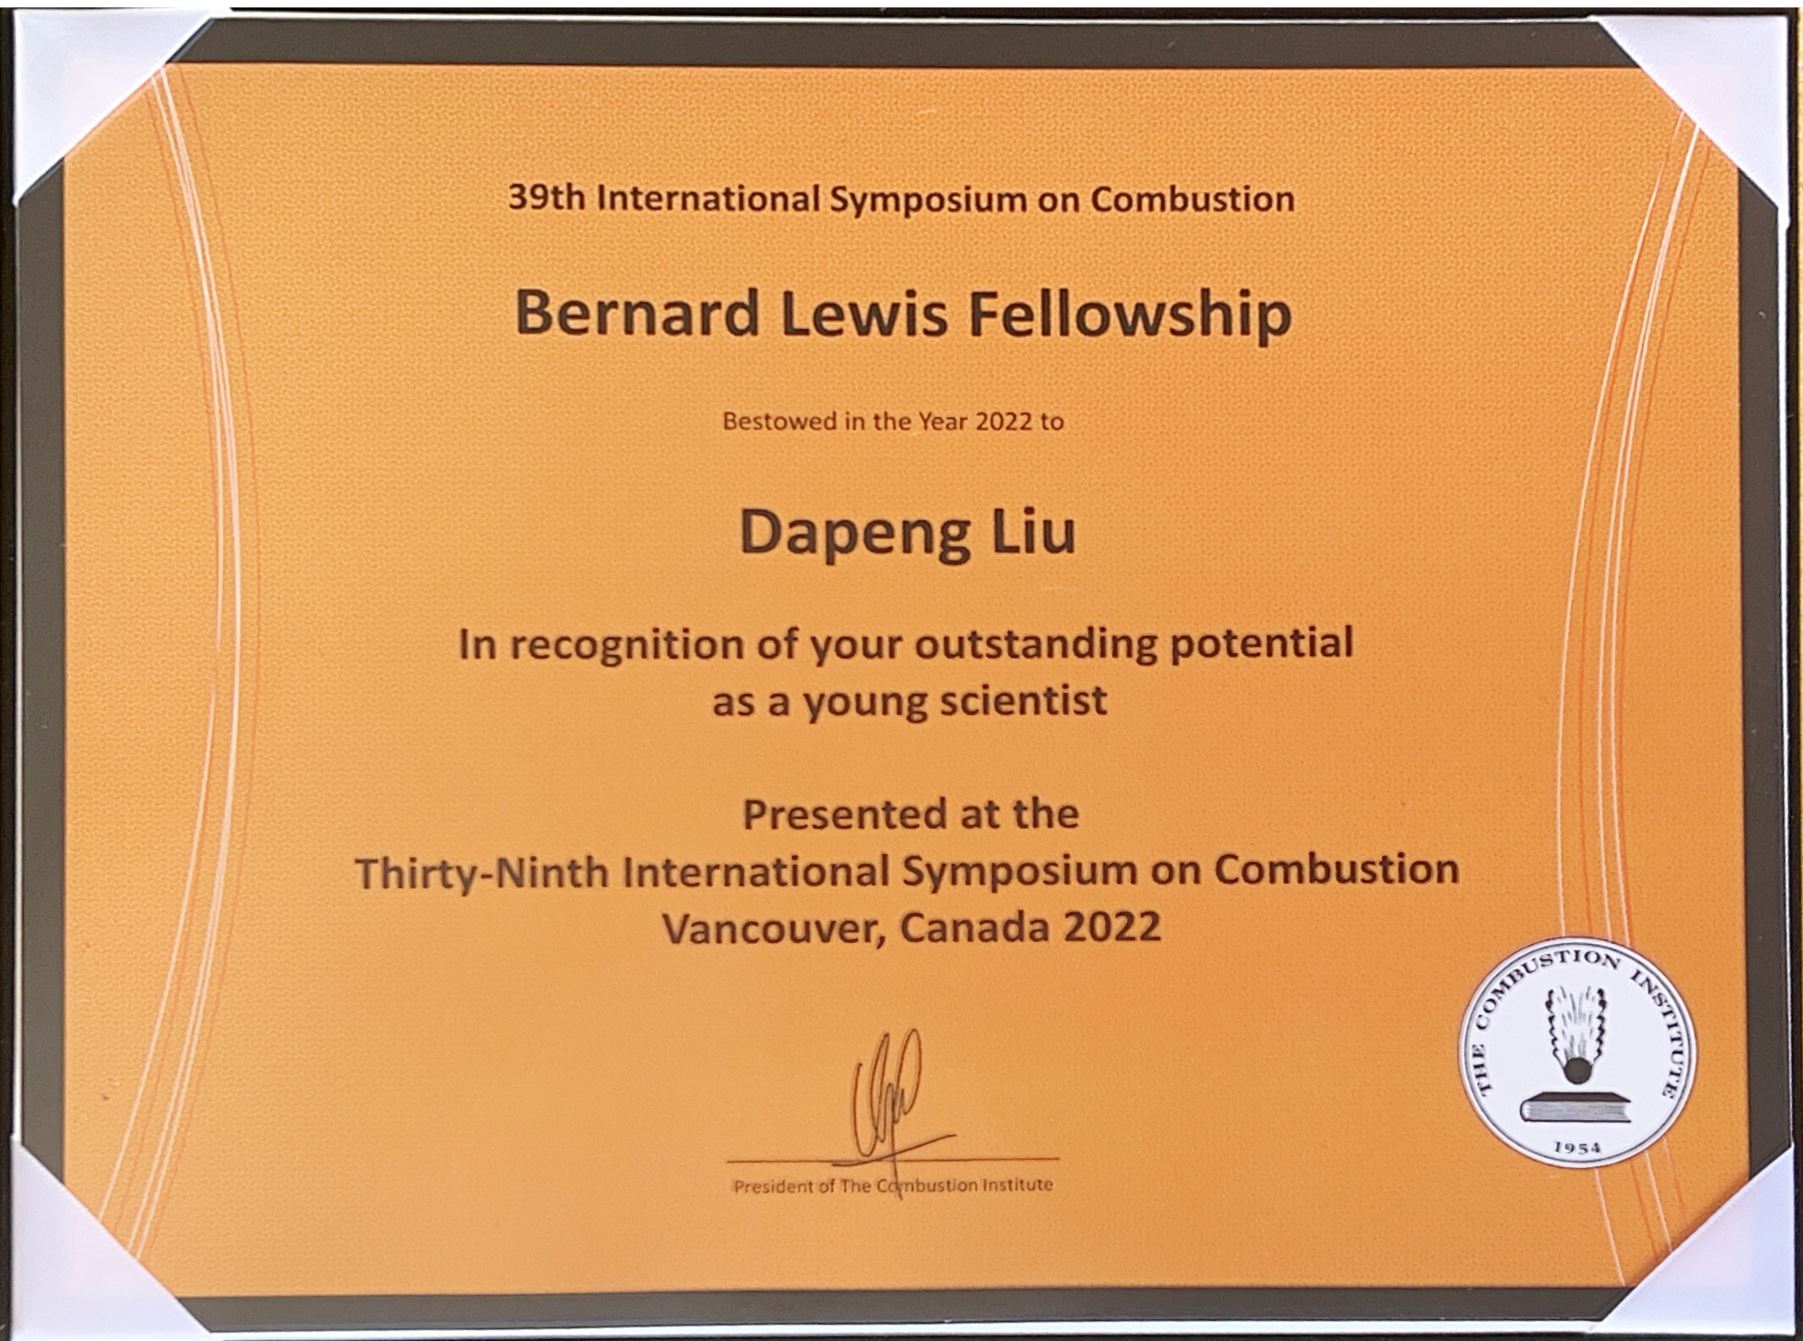 39th International Symposium on Combustion
Bernard Lewis Fellowship
Bestowed in the Year 2022 to
Dapeng Liu
In recognition of your outstanding potential
as a young scientist
Presented at the
Thirty-Ninth International Symposium on Combustion
Vancouver, Canada 2022
President of The Combustion Institute
THE COMBUSTION INSTITUTE
1954